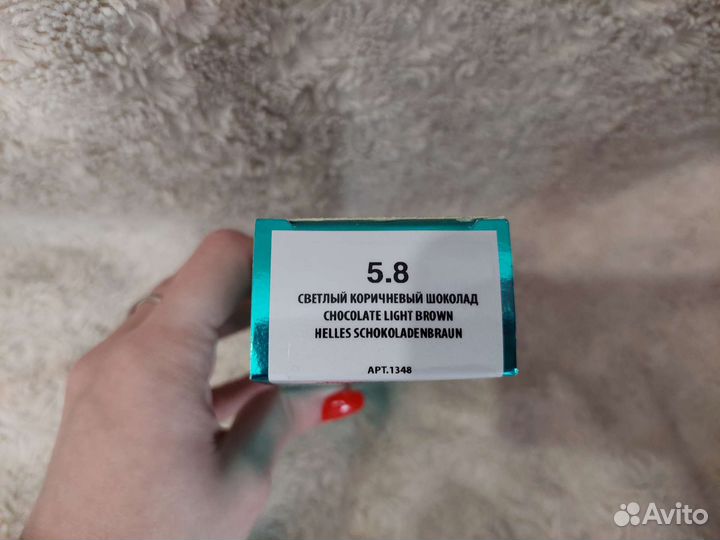 5.8
СВЕТЛЫЙ КОРИЧНЕВЫЙ ШОКОЛАД
CHOCOLATE LIGHT BROWN
HELLES SCHOKOLADENBRAUN
АРТ.1348
Avito